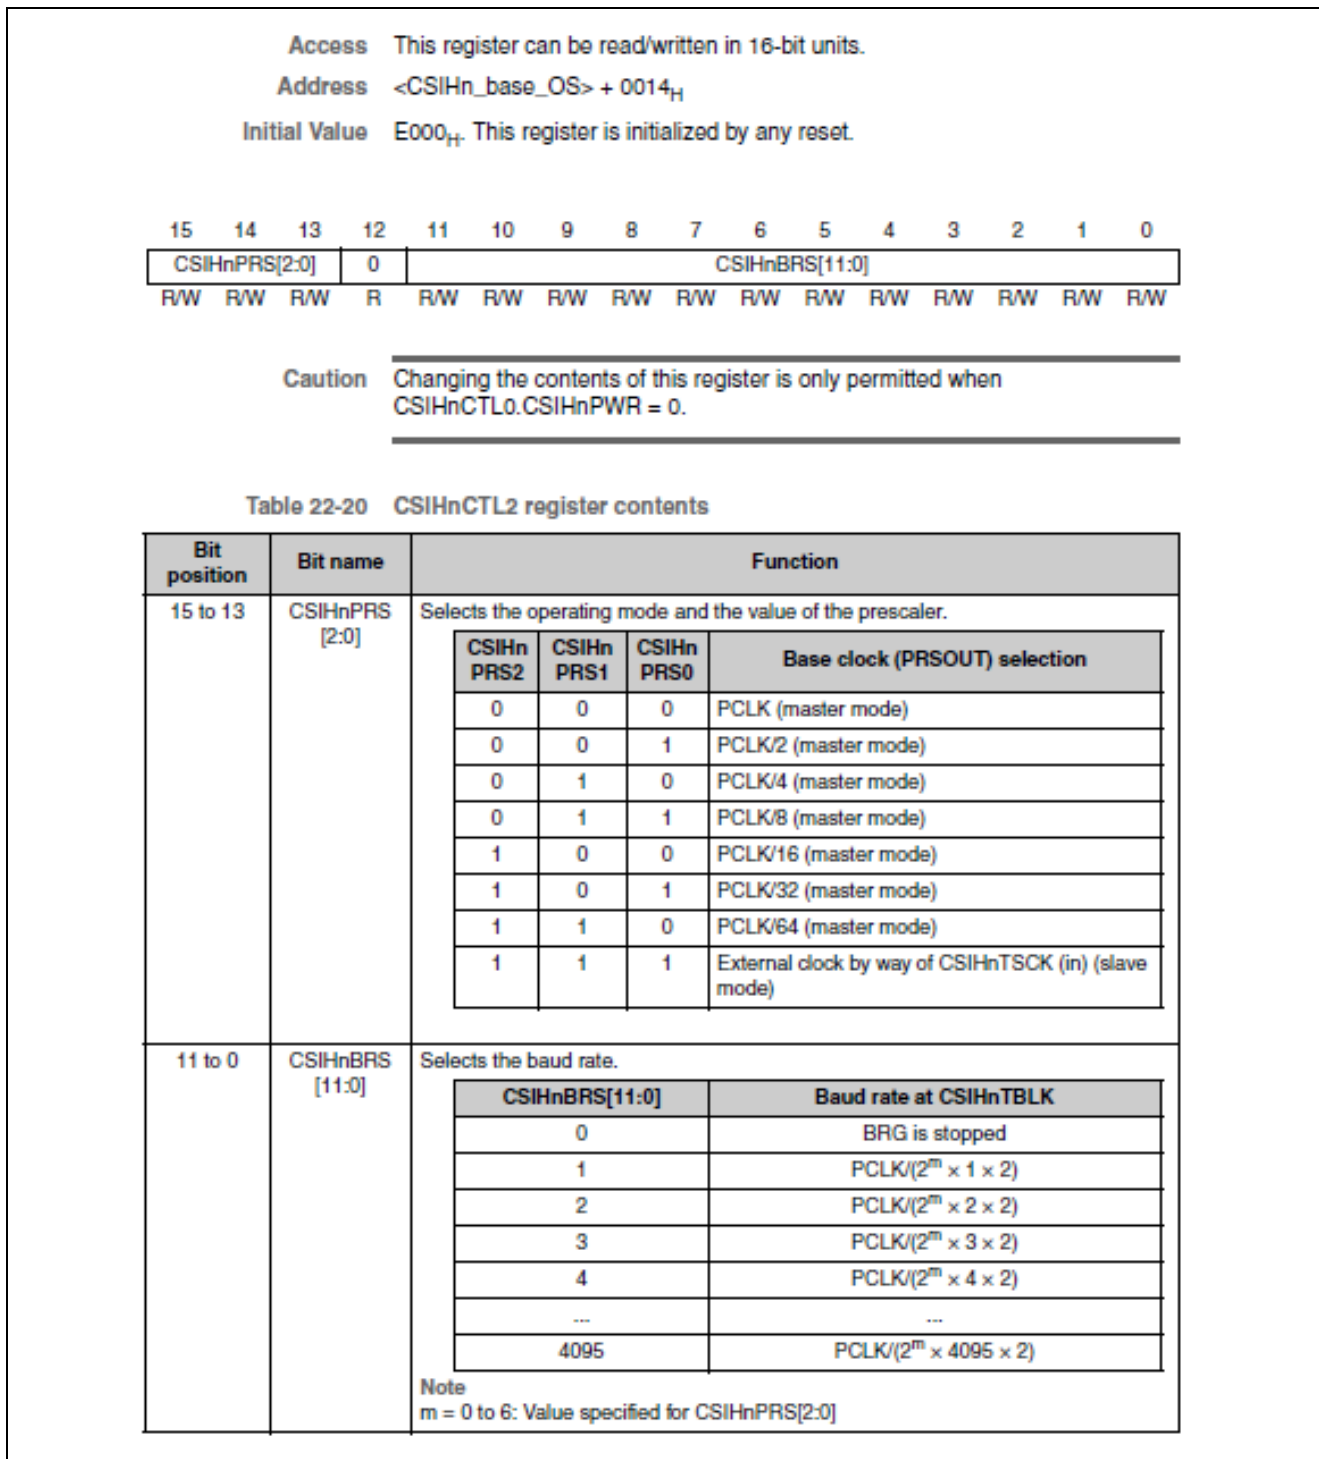 Access This register can be read/written in 16-bit units.
Address <CSIHn_base_OS> + 0014H
Initial Value E000H. This register is initialized by any reset.
15 14 13 12 11 10 9 8 7 6 5 4 3 2 1 0
CSIHnPRS[2:0] 0 CSIHnBRS[11:0]
R/W R/W R/W R R/W R/W R/W R/W R/W R/W R/W R/W R/W R/W R/W R/W
Caution Changing the contents of this register is only permitted when
CSIHnCTL0.CSIHnPWR = 0.
Table 22-20 CSIHnCTL2 register contents
Bit position Bit name Function
15 to 13 CSIHnPRS [2:0] Selects the operating mode and the value of the prescaler.
CSIHn PRS2 CSIHn PRS1 CSIHn PRS0 Base clock (PRSOUT) selection
0 0 0 PCLK (master mode)
0 0 1 PCLK/2 (master mode)
0 1 0 PCLK/4 (master mode)
0 1 1 PCLK/8 (master mode)
1 0 0 PCLK/16 (master mode)
1 0 1 PCLK/32 (master mode)
1 1 0 PCLK/64 (master mode)
1 1 1 External clock by way of CSIHnTSCK (in) (slave
mode)
11 to 0 CSIHnBRS [11:0] Selects the baud rate.
CSIHnBRS[11:0] Baud rate at CSIHnTBLK
0 BRG is stopped
1 PCLK/(2^m × 1 × 2)
2 PCLK/(2^m × 2 × 2)
3 PCLK/(2^m × 3 × 2)
4 PCLK/(2^m × 4 × 2)
... ...
4095 PCLK/(2^m × 4095 × 2)
Note
m = 0 to 6: Value specified for CSIHnPRS[2:0]